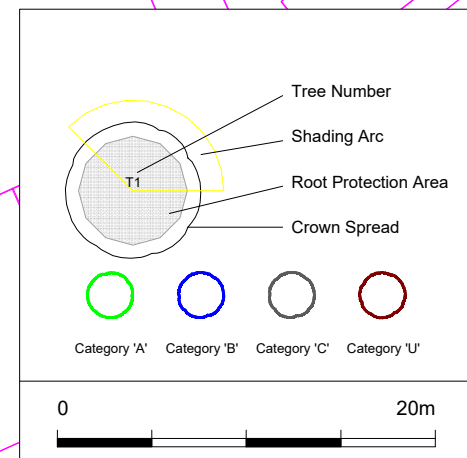 Tree Number
Shading Arc
T1
Root Protection Area
Crown Spread
Category 'A' Category 'B' Category 'C' Category 'U'
0 20m